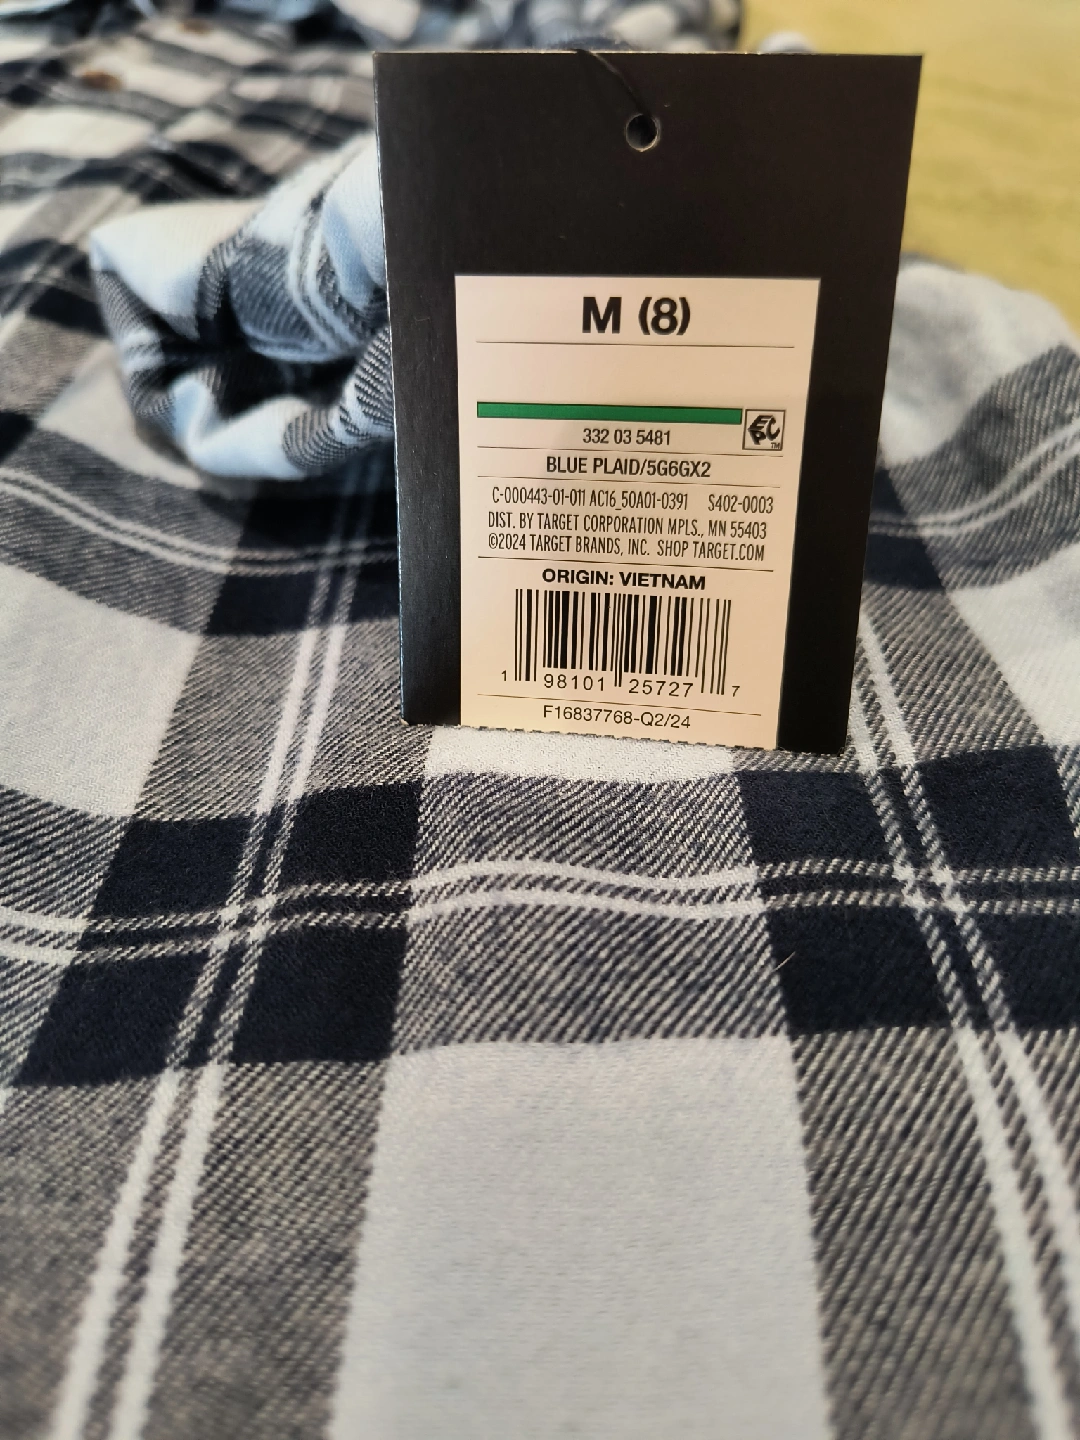 M (8)
332 03 5481
BLUE PLAID/5G6GX2
C-000443-01-011 AC16_50A01-0391 S402-0003
DIST. BY TARGET CORPORATION MPLS., MN 55403
©2024 TARGET BRANDS, INC. SHOP TARGET.COM
ORIGIN: VIETNAM
1 98101 25727 7
F16837768-Q2/24